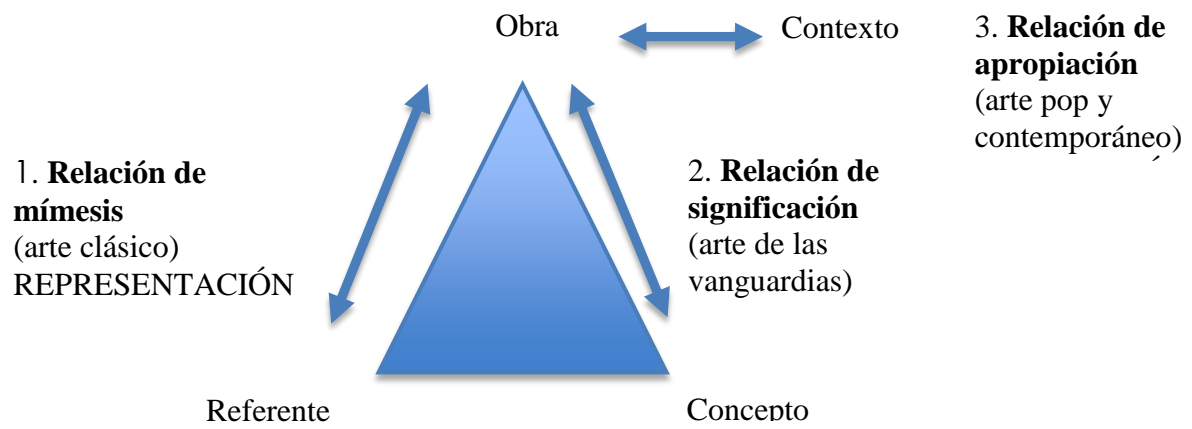 Obra
Contexto
3. Relación de
apropiación
(arte pop y
contemporáneo)
1. Relación de
mímesis
(arte clásico)
REPRESENTACIÓN
2. Relación de
significación
(arte de las
vanguardias)
Referente
Concepto